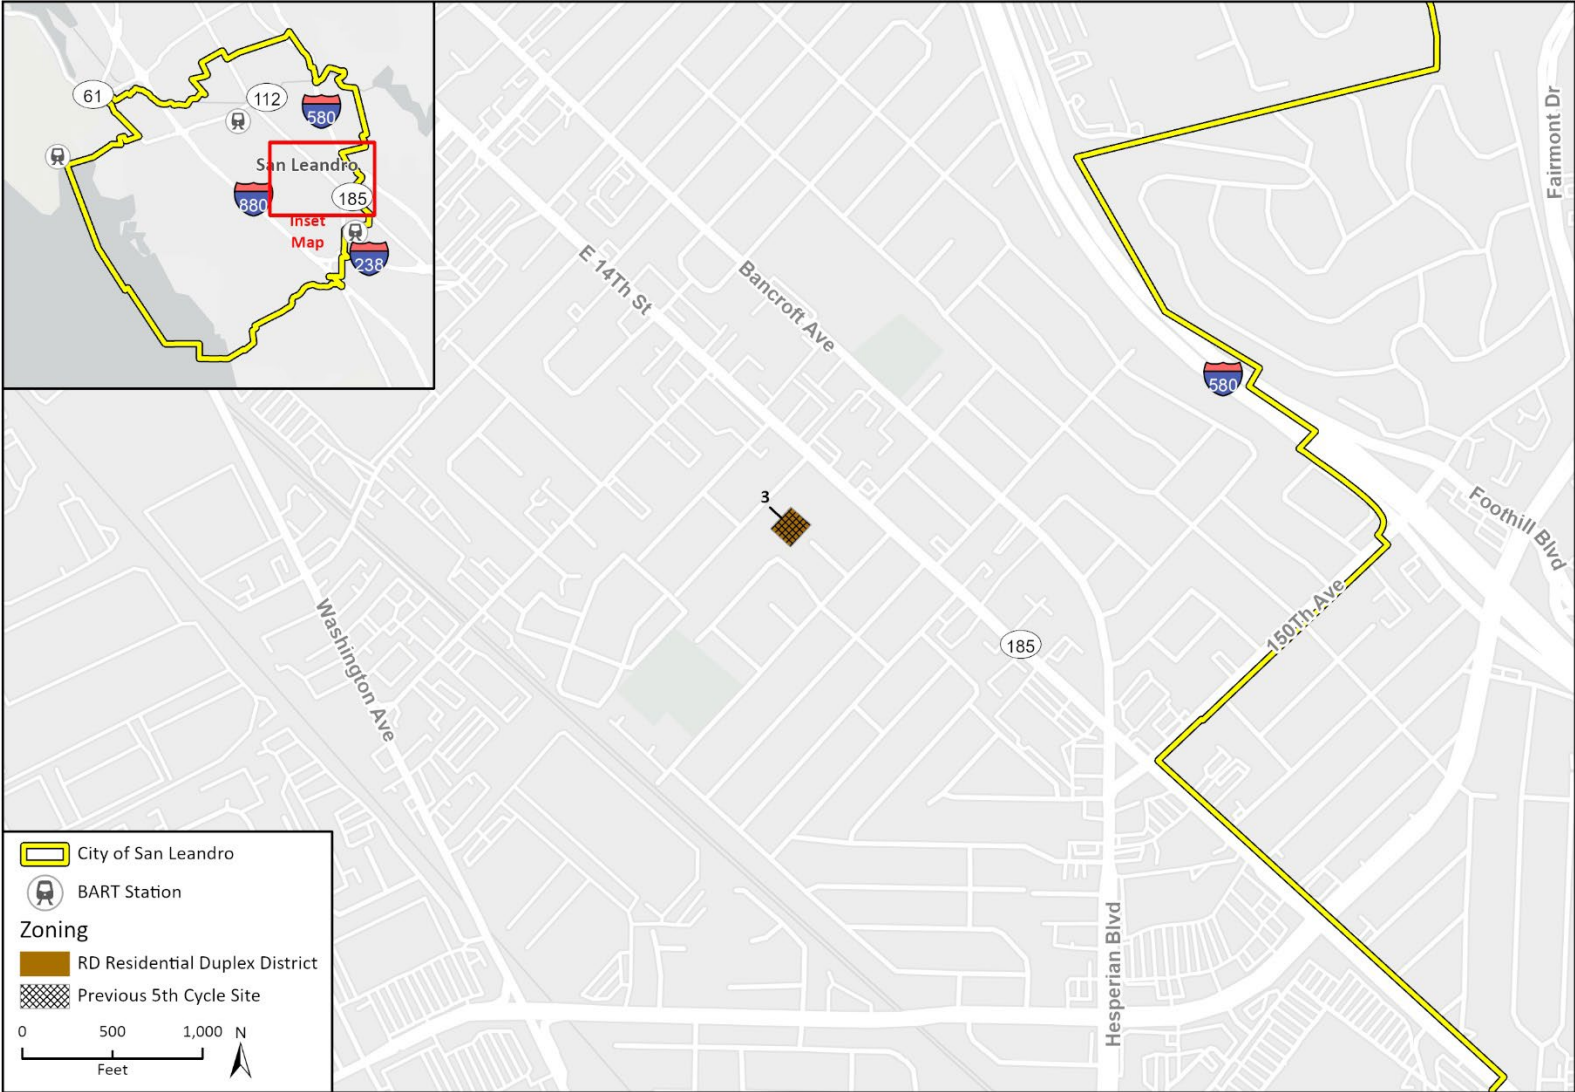 61
112
580
San Leandro
880
185
Inset
Map
238
Fairmont Dr
E 14Th St
Bancroft Ave
580
3
Foothill Blvd
Washington Ave
150Th Ave
185
Hesperian Blvd
City of San Leandro
BART Station
Zoning
RD Residential Duplex District
Previous 5th Cycle Site
0 500 1,000 N
Feet